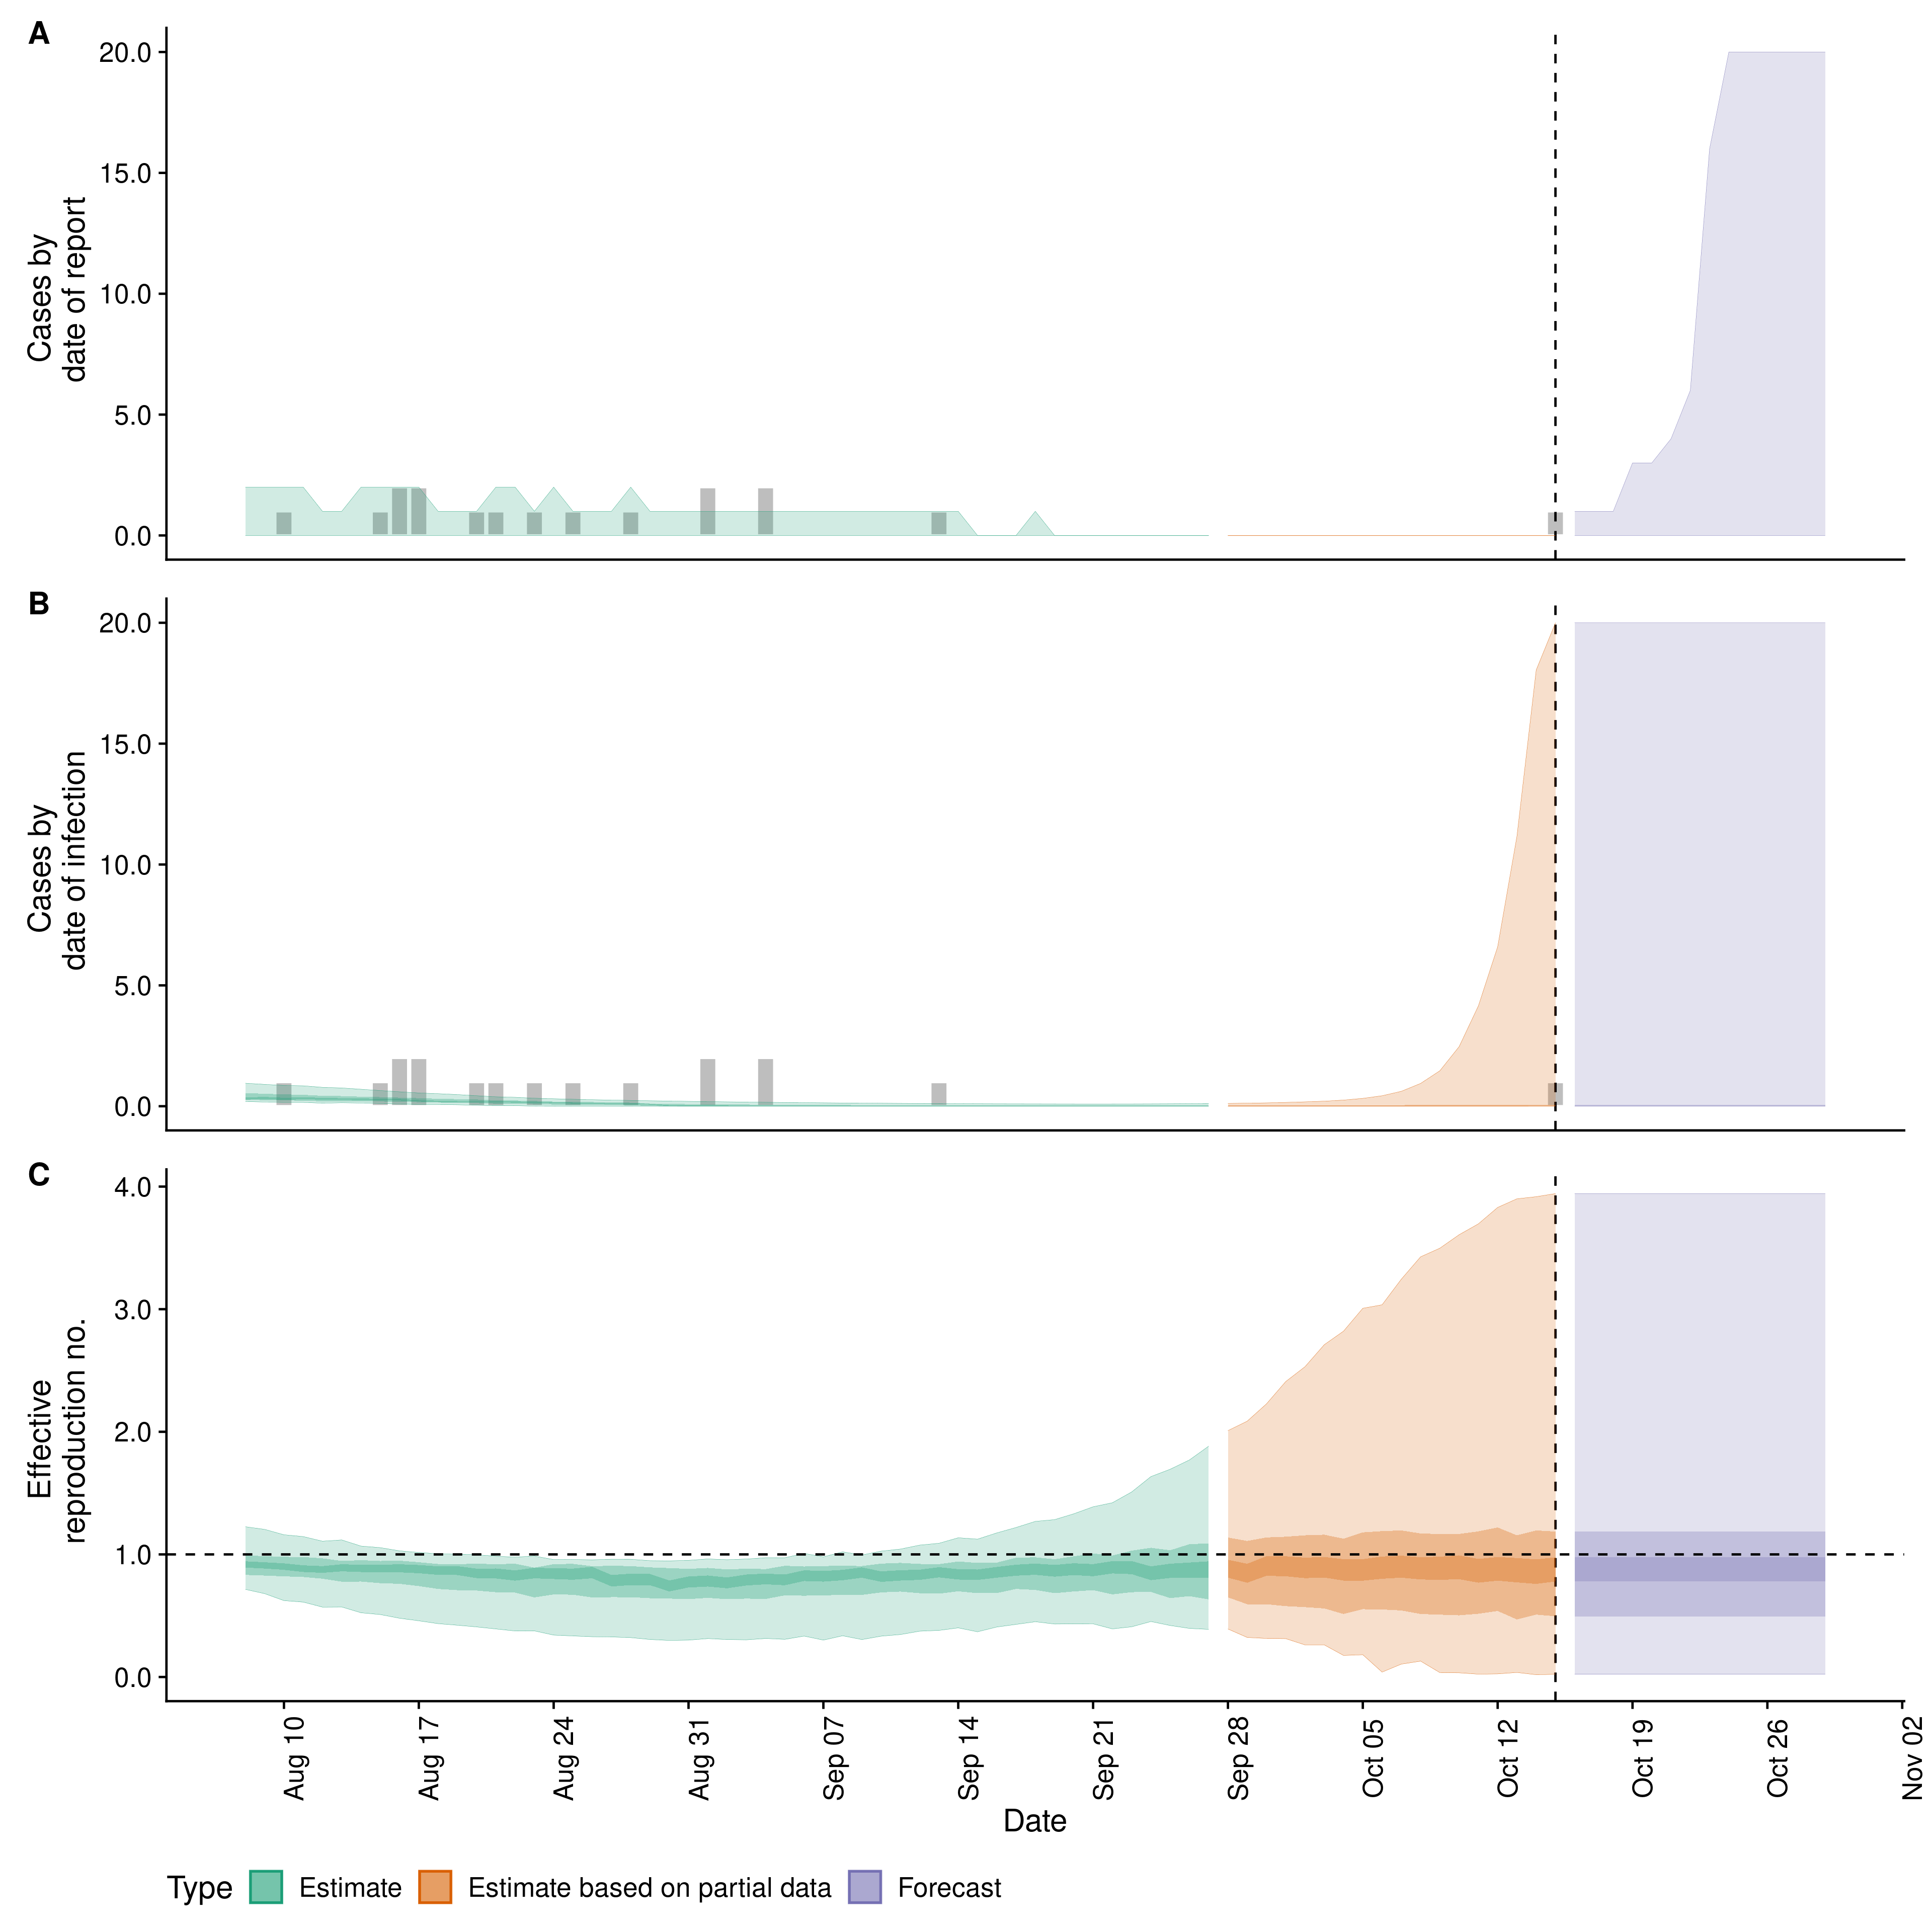 A
Cases by
date of report
20.0
15.0
10.0
5.0
0.0
B
Cases by
date of infection
20.0
15.0
10.0
5.0
0.0
C
Effective
reproduction no.
4.0
3.0
2.0
1.0
0.0
Aug 10
Aug 17
Aug 24
Aug 31
Sep 07
Sep 14
Sep 21
Sep 28
Oct 05
Oct 12
Oct 19
Oct 26
Nov 02
Date
Type Estimate Estimate based on partial data Forecast